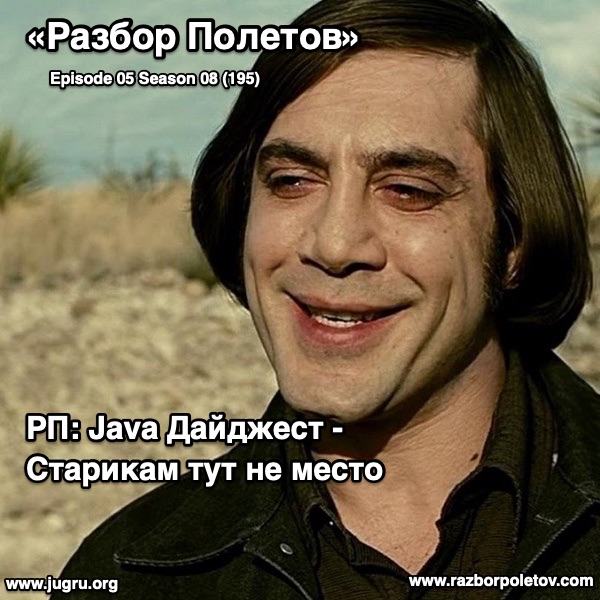 «Разбор Полетов»
Episode 05 Season 08 (195)
РП: Java Дайджест -
Старикам тут не место
www.jugru.org
www.razborpoletov.com